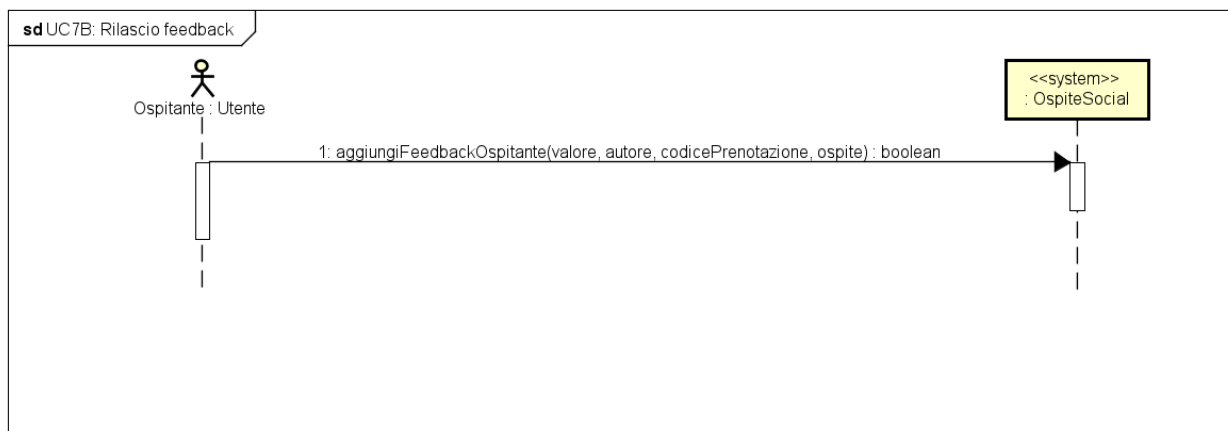 sd UC7B: Rilascio feedback
Ospitante : Utente
<<system>>
: OspiteSocial
1: aggiungiFeedbackOspitante(valore, autore, codicePrenotazione, ospite) : boolean